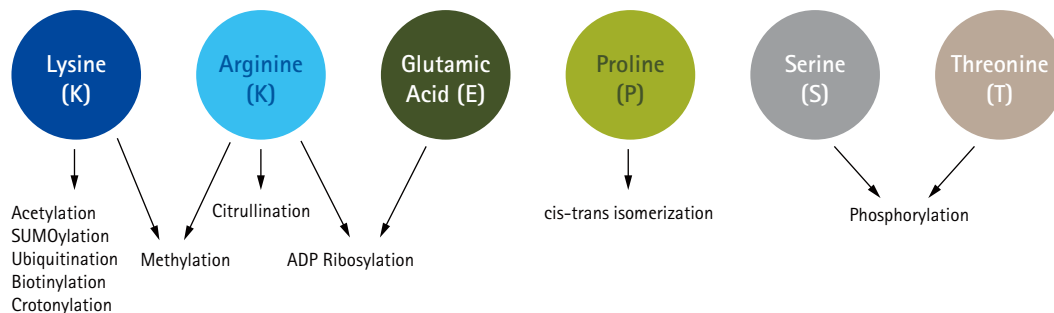 Lysine
(K)
Arginine
(K)
Glutamic
Acid (E)
Proline
(P)
Serine
(S)
Threonine
(T)
Acetylation
SUMOylation
Ubiquitination
Biotinylation
Crotonylation
Methylation
Citrullination
ADP Ribosylation
cis-trans isomerization
Phosphorylation